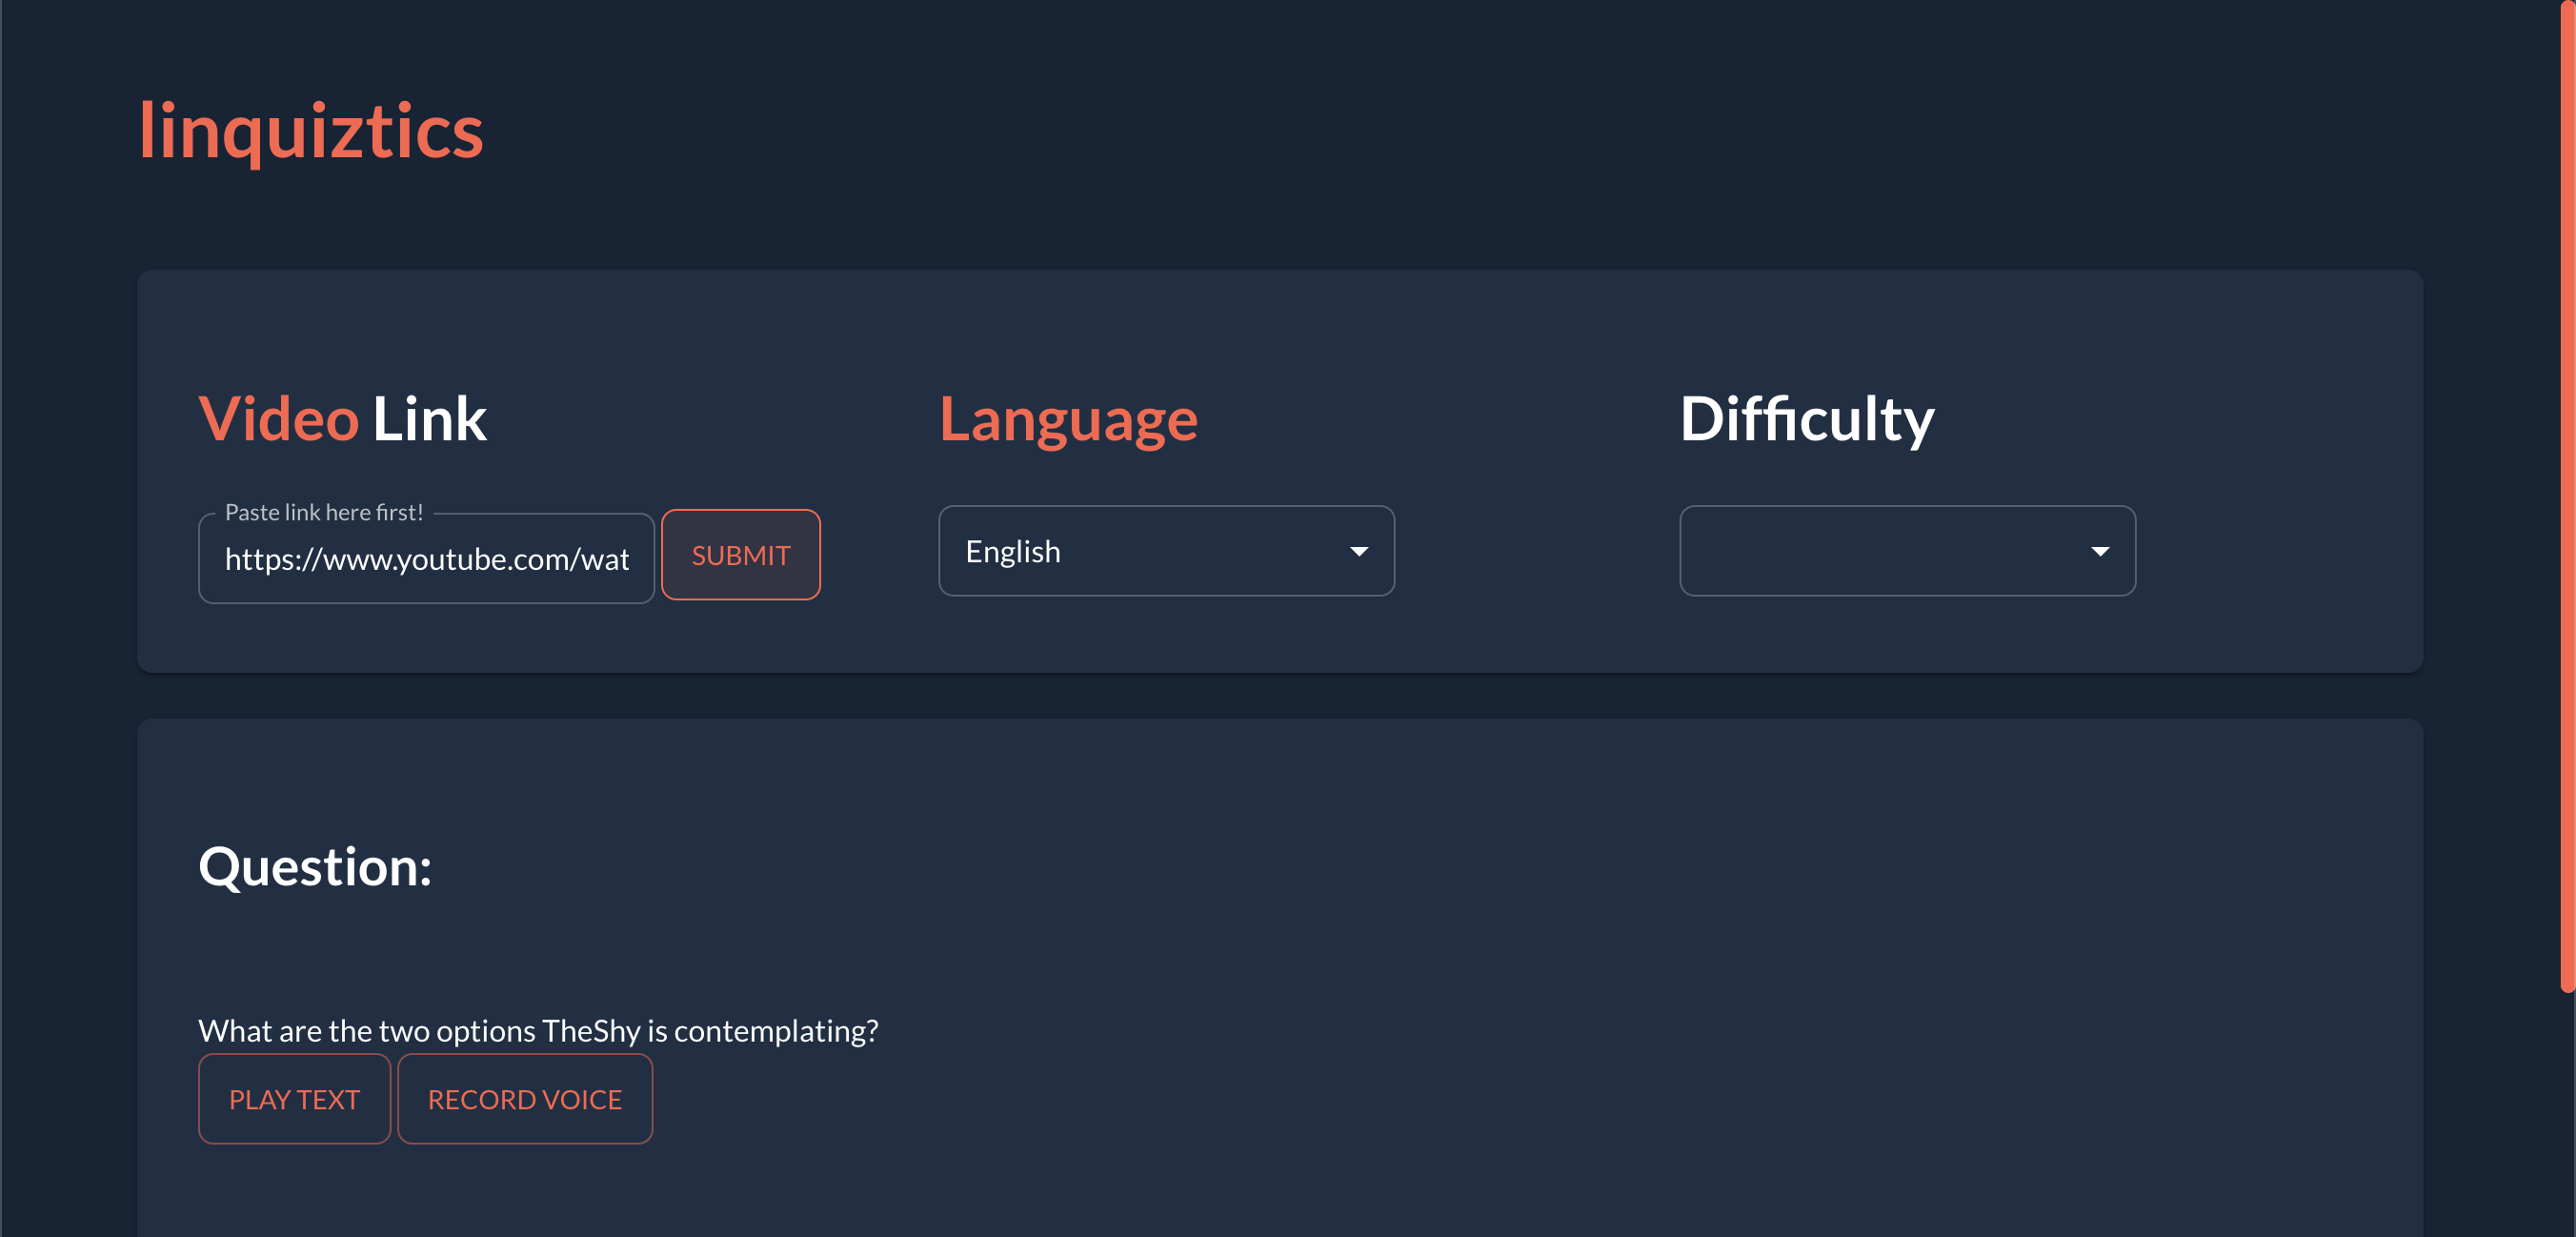 linquiztics
Video Link
Language
Difficulty
Paste link here first!
https://www.youtube.com/wat
SUBMIT
English
Question:
What are the two options TheShy is contemplating?
PLAY TEXT
RECORD VOICE